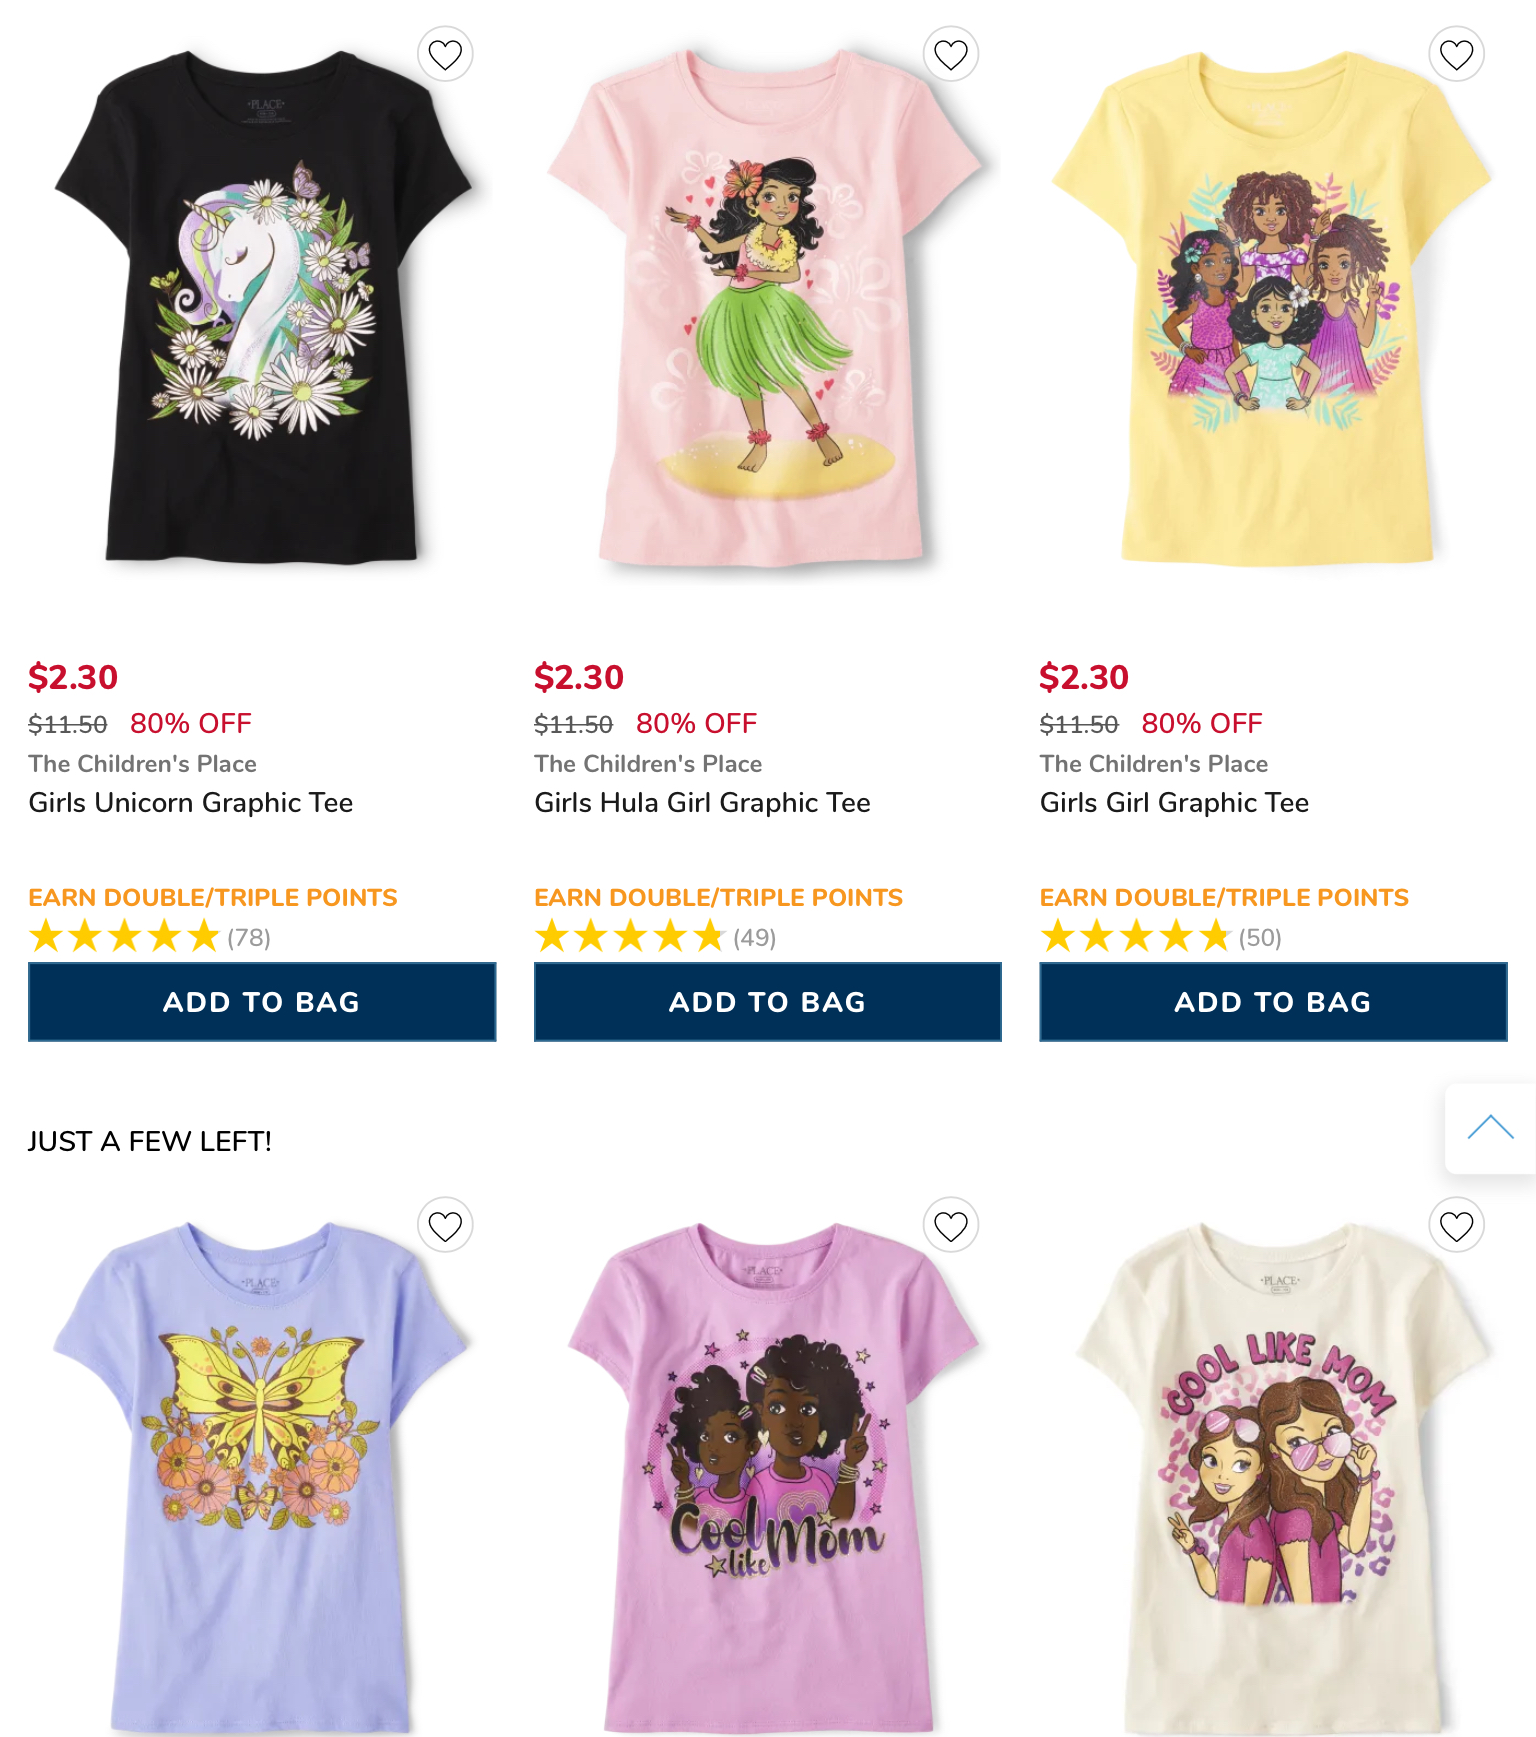 PLACE
PLACE
$2.30
$11.50 80% OFF
The Children's Place
Girls Unicorn Graphic Tee
EARN DOUBLE/TRIPLE POINTS
(78)
ADD TO BAG
$2.30
$11.50 80% OFF
The Children's Place
Girls Hula Girl Graphic Tee
EARN DOUBLE/TRIPLE POINTS
(49)
ADD TO BAG
$2.30
$11.50 80% OFF
The Children's Place
Girls Girl Graphic Tee
EARN DOUBLE/TRIPLE POINTS
(50)
ADD TO BAG
JUST A FEW LEFT!
PLACE
PLACE
Cool
like Mom
PLACE
COOL LIKE MOM